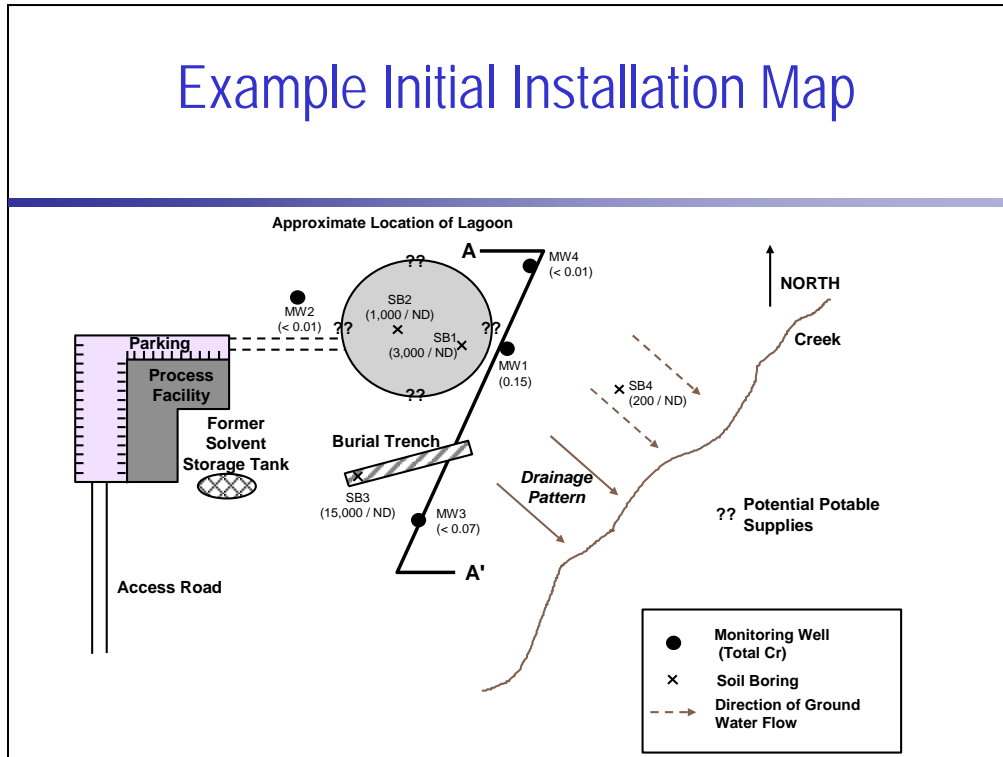 Example Initial Installation Map
Approximate Location of Lagoon
A
MW4
(< 0.01)
??
NORTH
SB2
(1,000 / ND)
MW2
(< 0.01)
??
??
SB1
(3,000 / ND)
Creek
Parking
MW1
(0.15)
Process
Facility
??
SB4
(200 / ND)
Former
Solvent
Storage Tank
Burial Trench
SB3
(15,000 / ND)
Drainage
Pattern
MW3
(< 0.07)
?? Potential Potable
Supplies
A'
Access Road
Monitoring Well
(Total Cr)
Soil Boring
Direction of Ground
Water Flow